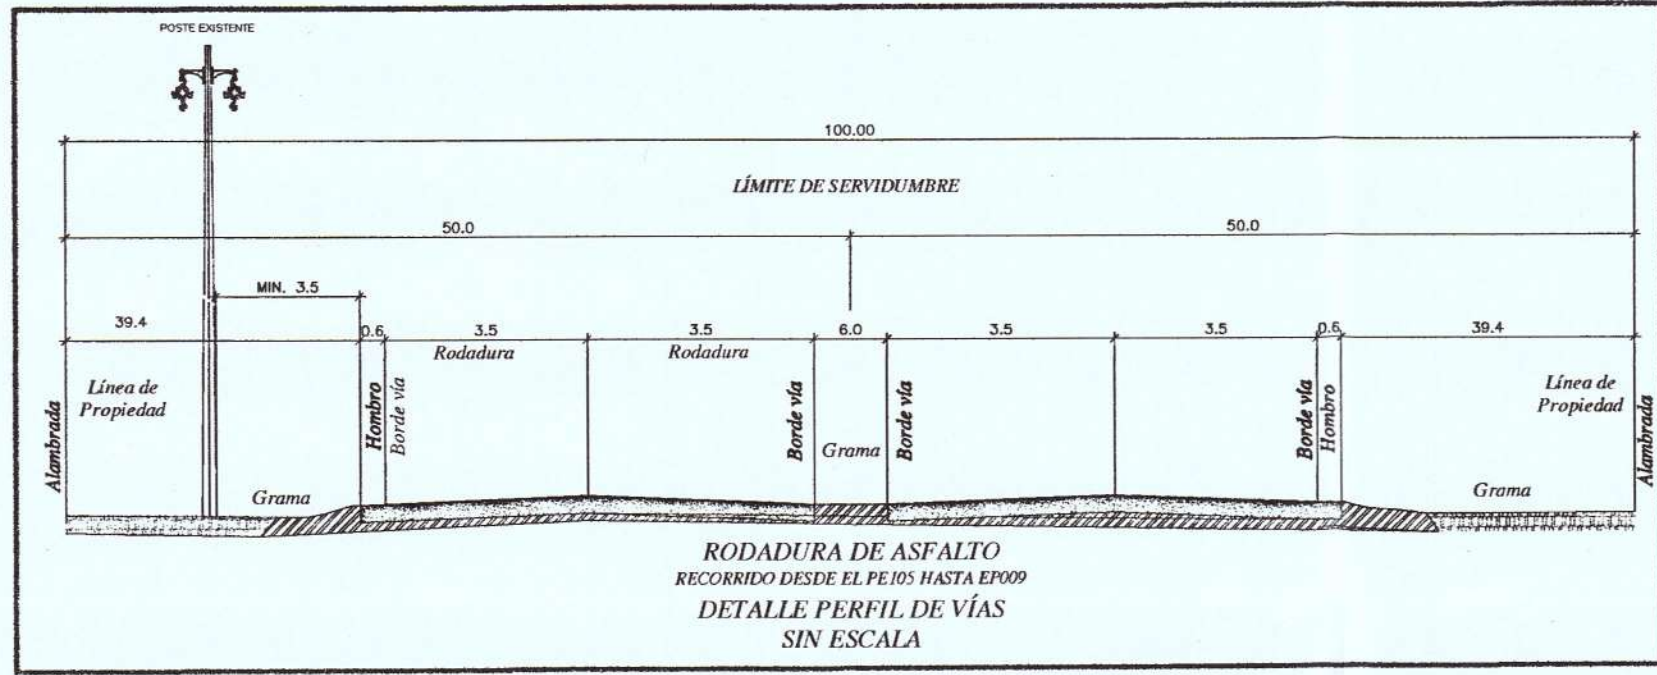 POSTE EXISTENTE
100.00
LÍMITE DE SERVIDUMBRE
50.0
50.0
MIN. 3.5
39.4
0.6
3.5
3.5
6.0
3.5
3.5
0.6
39.4
Rodadura
Rodadura
Línea de
Propiedad
Línea de
Propiedad
Alambrada
Hombro
Borde vía
Borde vía
Grama
Borde vía
Borde vía
Hombro
Alambrada
Grama
Grama
RODADURA DE ASFALTO
RECORRIDO DESDE EL PE105 HASTA EP009
DETALLE PERFIL DE VÍAS
SIN ESCALA